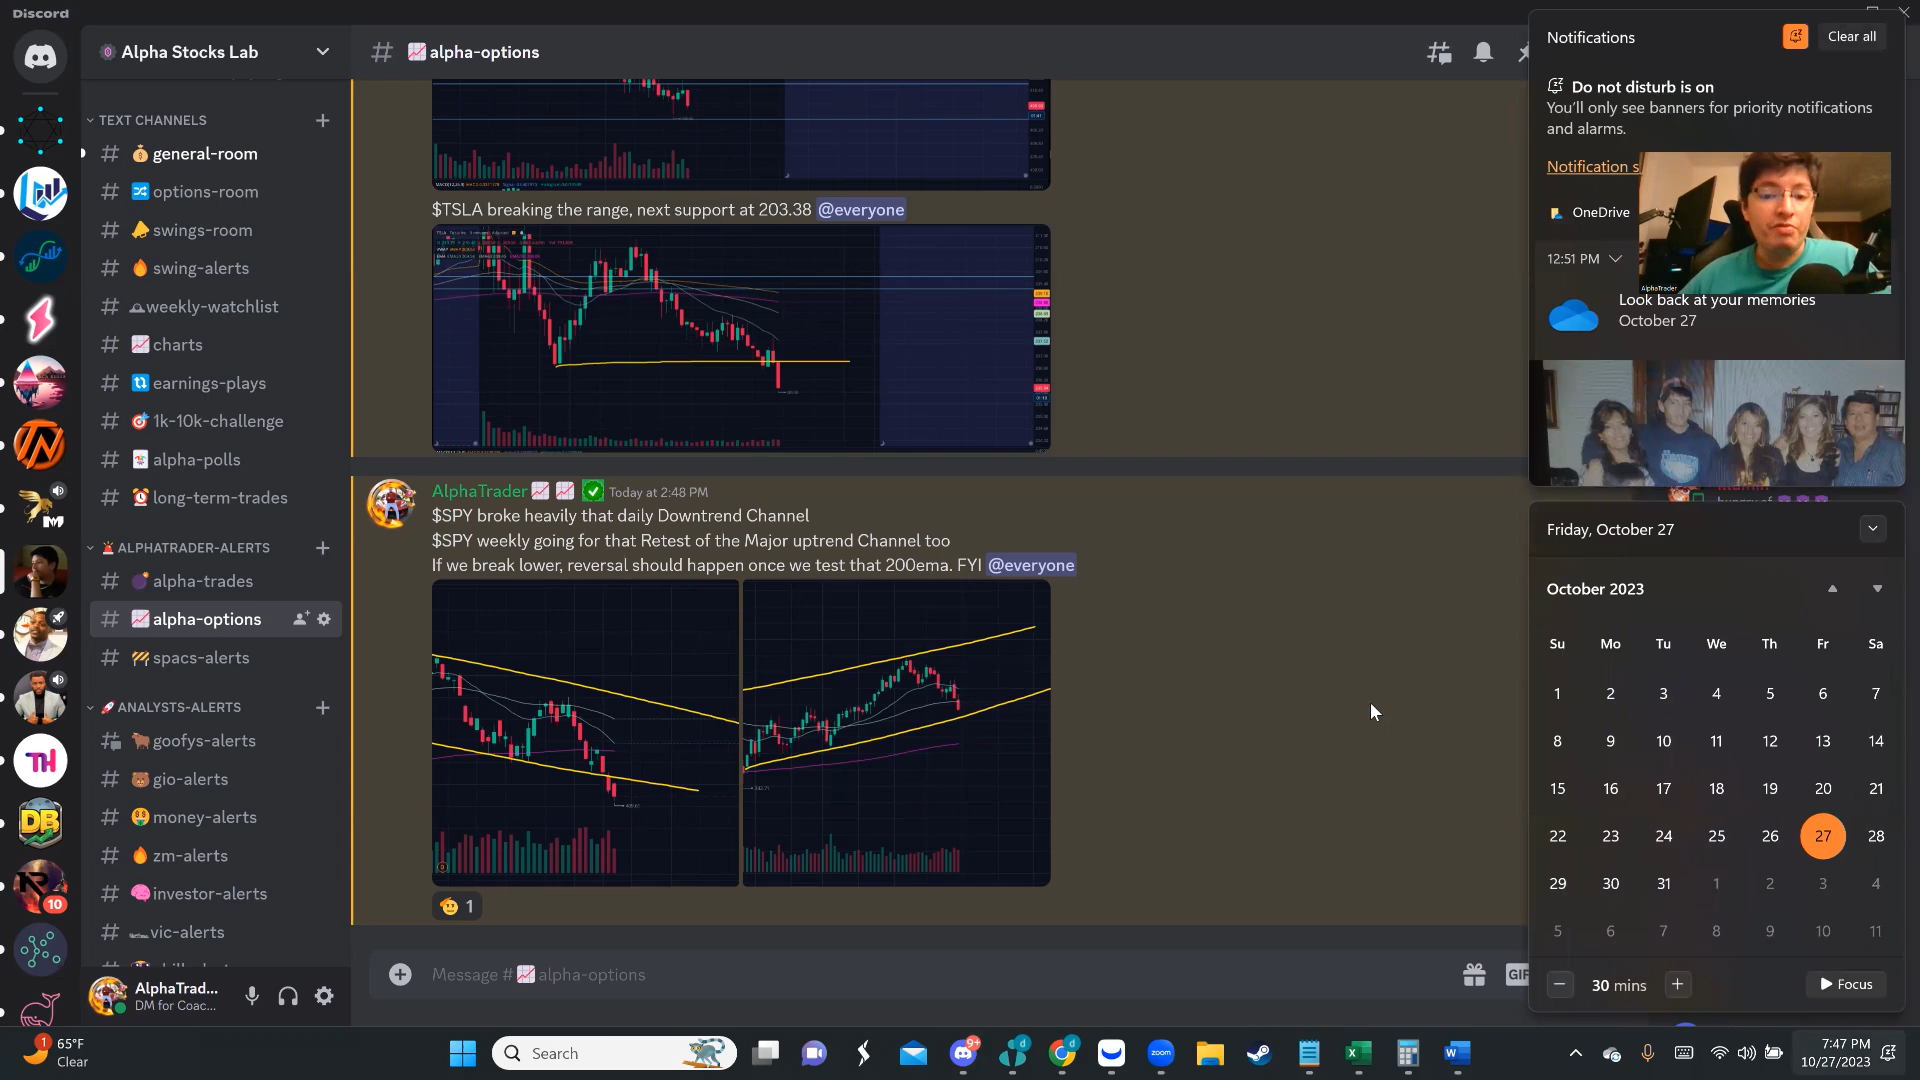 Discord
Alpha Stocks Lab
TEXT CHANNELS
general-room
options-room
swings-room
swing-alerts
weekly-watchlist
charts
earnings-plays
1k-10k-challenge
alpha-polls
long-term-trades
ALPHATRADER-ALERTS
alpha-trades
alpha-options
spacs-alerts
ANALYSTS-ALERTS
goofys-alerts
gio-alerts
money-alerts
zm-alerts
investor-alerts
vic-alerts
AlphaTrad...
DM for Coac...
10
TH
DB
# alpha-options
$TSLA breaking the range, next support at 203.38 @everyone
AlphaTrader Today at 2:48 PM
$SPY broke heavily that daily Downtrend Channel
$SPY weekly going for that Retest of the Major uptrend Channel too
If we break lower, reversal should happen once we test that 200ema. FYI @everyone
1
Message # alpha-options
GIF
Notifications
Clear all
Do not disturb is on
You'll only see banners for priority notifications
and alarms.
Notification s
OneDrive
12:51 PM
AlphaTrader
Look back at your memories
October 27
Friday, October 27
October 2023
Su Mo Tu We Th Fr Sa
1 2 3 4 5 6 7
8 9 10 11 12 13 14
15 16 17 18 19 20 21
22 23 24 25 26 27 28
29 30 31 1 2 3 4
5 6 7 8 9 10 11
30 mins
Focus
1
65°F
Clear
Search
9+
zoom
7:47 PM
10/27/2023